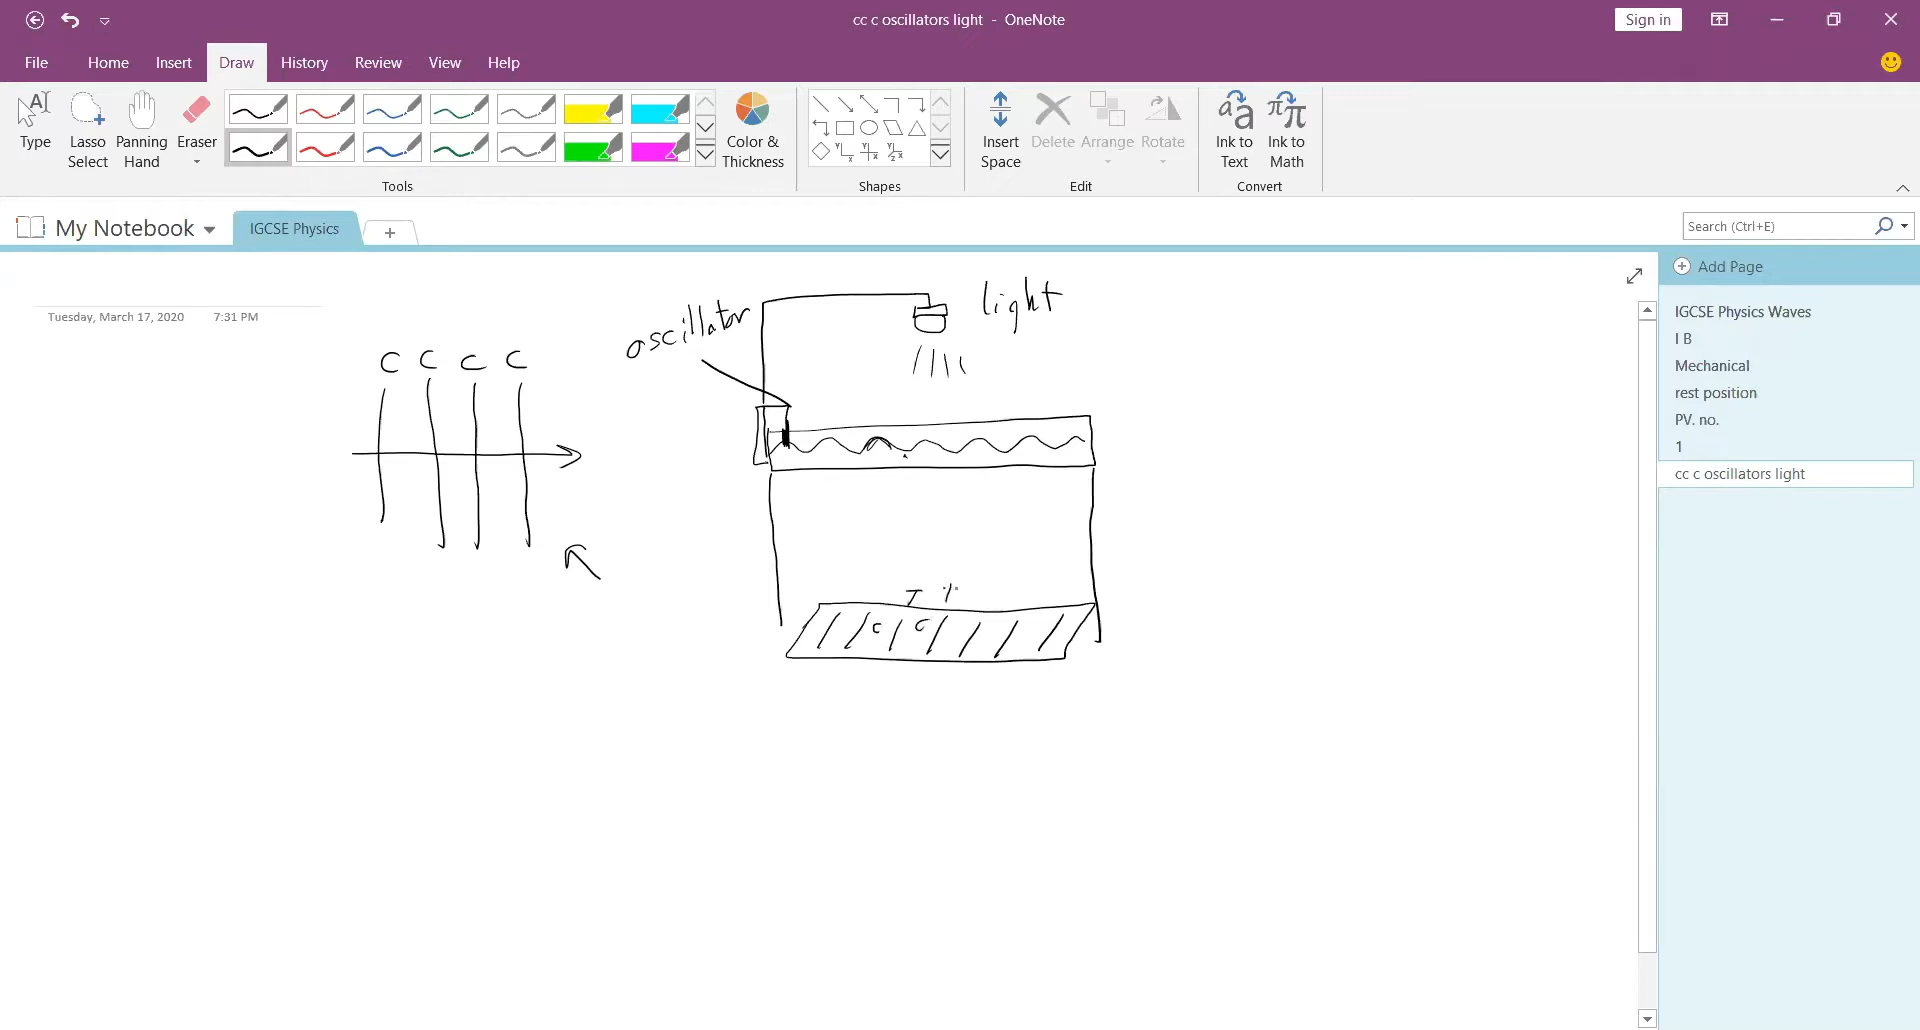 cc c oscillators light - OneNote
Sign in
File Home Insert Draw History Review View Help
Type
Lasso Select
Panning Hand
Eraser
Color & Thickness
Insert Space
Delete
Arrange
Rotate
Ink to Text
Ink to Math
Tools Shapes Edit Convert
My Notebook IGCSE Physics + Search (Ctrl+E)
Add Page
IGCSE Physics Waves
I B
Mechanical
rest position
PV. no.
1
cc c oscillators light
Tuesday, March 17, 2020 7:31 PM
light
oscillator
C C C C
c c